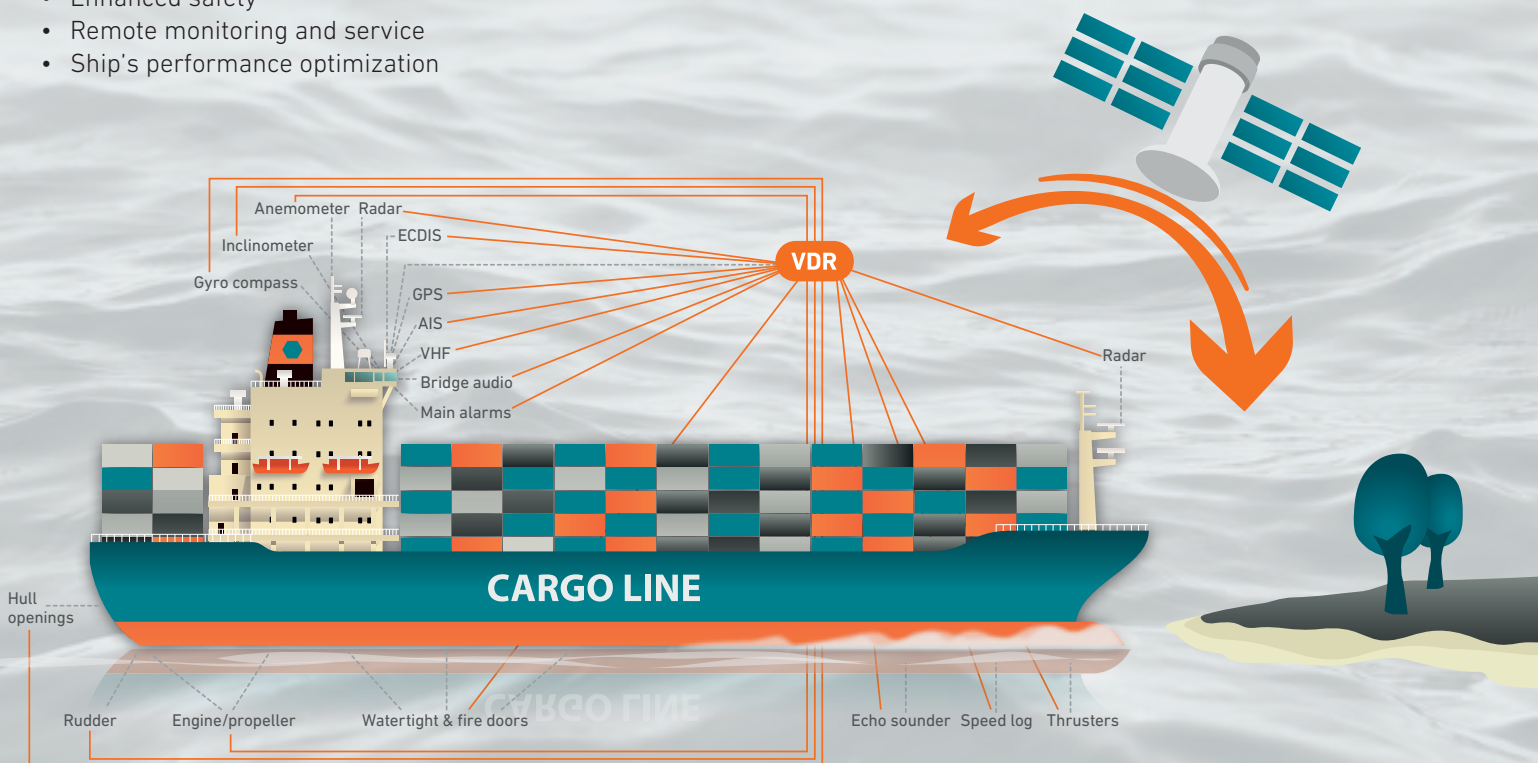 • Enhanced safety
• Remote monitoring and service
• Ship's performance optimization
Anemometer Radar
Inclinometer
ECDIS
Gyro compass
VDR
GPS
AIS
VHF
Bridge audio
Main alarms
Radar
CARGO LINE
Hull
openings
Rudder
Engine/propeller
Watertight & fire doors
CARGO LINE
Echo sounder
Speed log
Thrusters